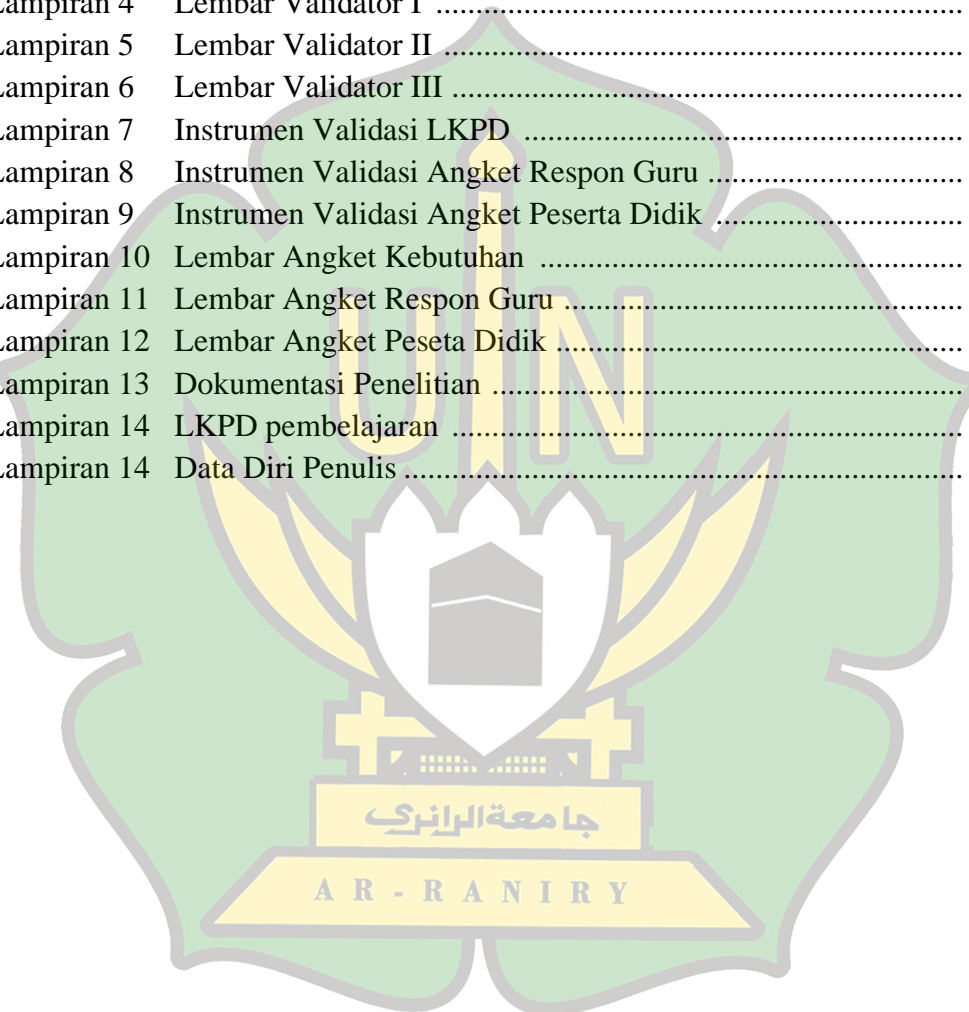 Lampiran 4 Lembar Validator I ......................................................................
Lampiran 5 Lembar Validator II .....................................................................
Lampiran 6 Lembar Validator III ....................................................................
Lampiran 7 Instrumen Validasi LKPD ...........................................................
Lampiran 8 Instrumen Validasi Angket Respon Guru ...................................
Lampiran 9 Instrumen Validasi Angket Peserta Didik ..................................
Lampiran 10 Lembar Angket Kebutuhan .........................................................
Lampiran 11 Lembar Angket Respon Guru ......................................................
Lampiran 12 Lembar Angket Peseta Didik .......................................................
Lampiran 13 Dokumentasi Penelitian ................................................................
Lampiran 14 LKPD pembelajaran .....................................................................
Lampiran 14 Data Diri Penulis ...........................................................................
UIN
جامعة الرانري
AR-RANIRY